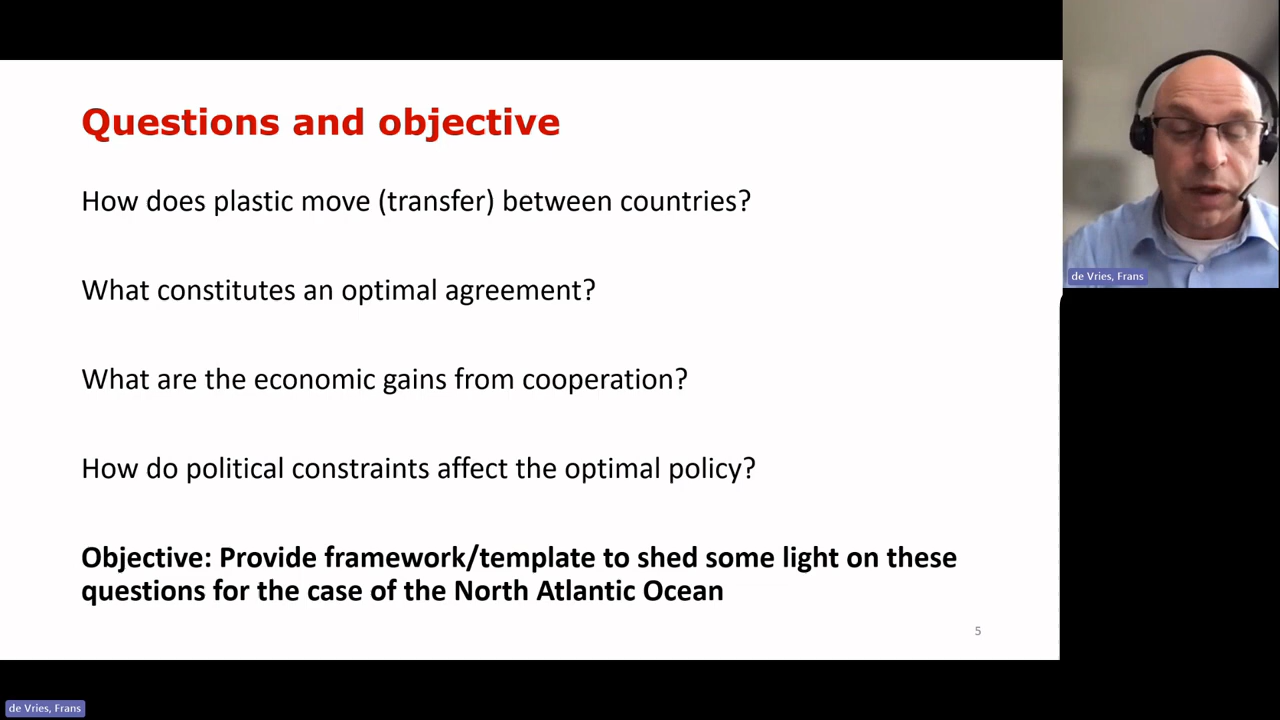 Questions and objective
How does plastic move (transfer) between countries?
What constitutes an optimal agreement?
What are the economic gains from cooperation?
How do political constraints affect the optimal policy?
Objective: Provide framework/template to shed some light on these
questions for the case of the North Atlantic Ocean
5
de Vries, Frans
de Vries, Frans